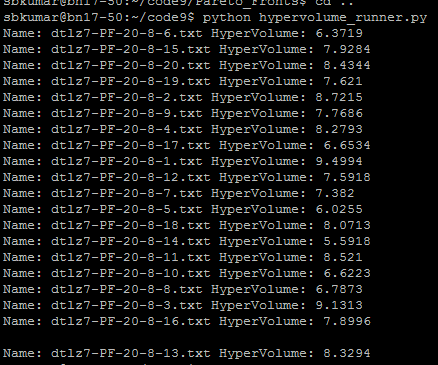 sbkumar@bn17-50:~/code9/Pareto_Fronts$ cd ..
sbkumar@bn17-50:~/code9$ python hypervolume_runner.py
Name: dtlz7-PF-20-8-6.txt HyperVolume: 6.3719
Name: dtlz7-PF-20-8-15.txt HyperVolume: 7.9284
Name: dtlz7-PF-20-8-20.txt HyperVolume: 8.4344
Name: dtlz7-PF-20-8-19.txt HyperVolume: 7.621
Name: dtlz7-PF-20-8-2.txt HyperVolume: 8.7215
Name: dtlz7-PF-20-8-9.txt HyperVolume: 7.7686
Name: dtlz7-PF-20-8-4.txt HyperVolume: 8.2793
Name: dtlz7-PF-20-8-17.txt HyperVolume: 6.6534
Name: dtlz7-PF-20-8-1.txt HyperVolume: 9.4994
Name: dtlz7-PF-20-8-12.txt HyperVolume: 7.5918
Name: dtlz7-PF-20-8-7.txt HyperVolume: 7.382
Name: dtlz7-PF-20-8-5.txt HyperVolume: 6.0255
Name: dtlz7-PF-20-8-18.txt HyperVolume: 8.0713
Name: dtlz7-PF-20-8-14.txt HyperVolume: 5.5918
Name: dtlz7-PF-20-8-11.txt HyperVolume: 8.521
Name: dtlz7-PF-20-8-10.txt HyperVolume: 6.6223
Name: dtlz7-PF-20-8-8.txt HyperVolume: 6.7873
Name: dtlz7-PF-20-8-3.txt HyperVolume: 9.1313
Name: dtlz7-PF-20-8-16.txt HyperVolume: 7.8996
Name: dtlz7-PF-20-8-13.txt HyperVolume: 8.3294